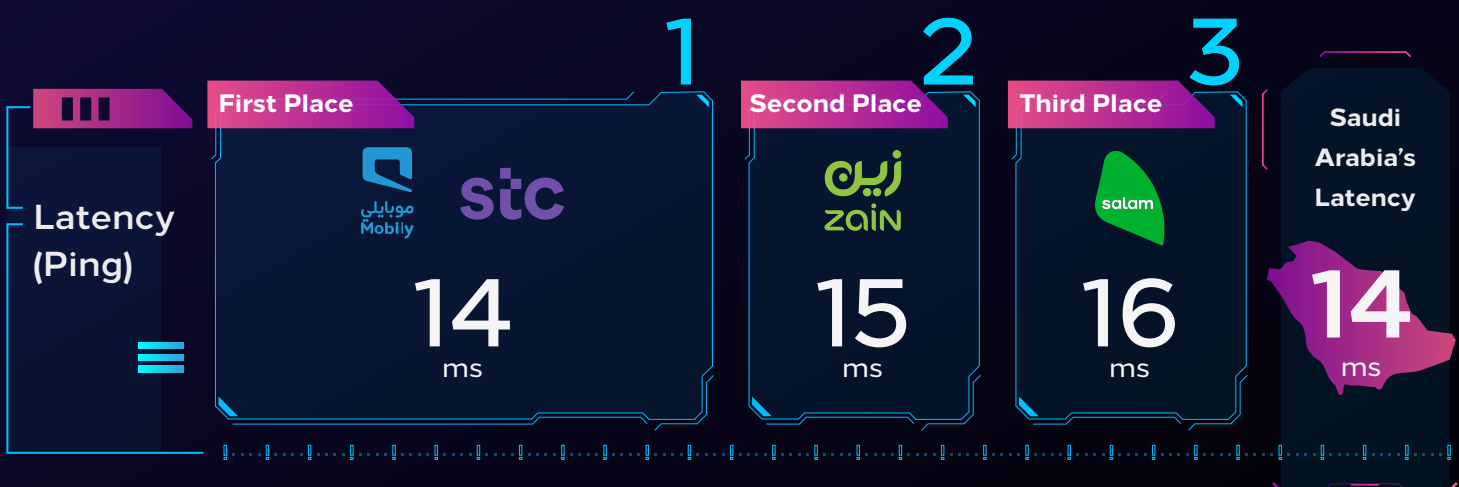 Latency
(Ping)
1
First Place
موبايلي
Mobily
stc
14
ms
2
Second Place
زين
zain
15
ms
3
Third Place
salam
16
ms
Saudi
Arabia's
Latency
14
ms